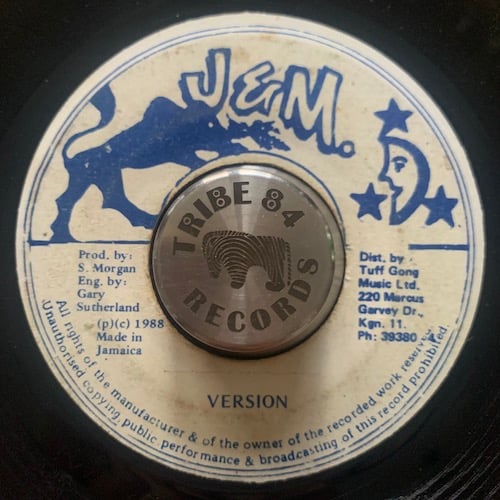 J & M.
TRIBE 84
RECORDS
Prod. by:
S. Morgan
Eng. by:
Gary
Sutherland
(p)(c) 1988
Made in
Jamaica
Dist. by
Tuff Gong
Music Ltd.
220 Marcus
Garvey Dr.,
Kgn. 11.
Ph: 39380 - 4
VERSION
All rights of the manufacturer & of the owner of the recorded work reserved
Unauthorised copying public performance & broadcasting of this record prohibited.